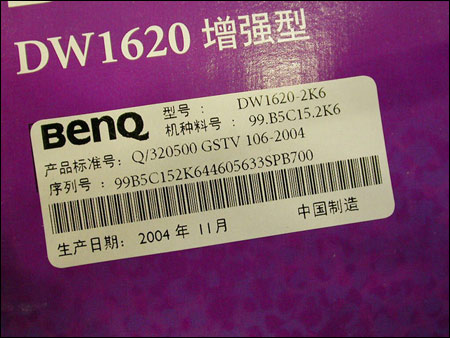 DW1620 增强型
BenQ
型号 : DW1620-2K6
机种料号 : 99.B5C15.2K6
产品标准号: Q/320500 GSTV 106-2004
序列号 : 99B5C152K644605633SPB700
生产日期: 2004 年 11月 中国制造